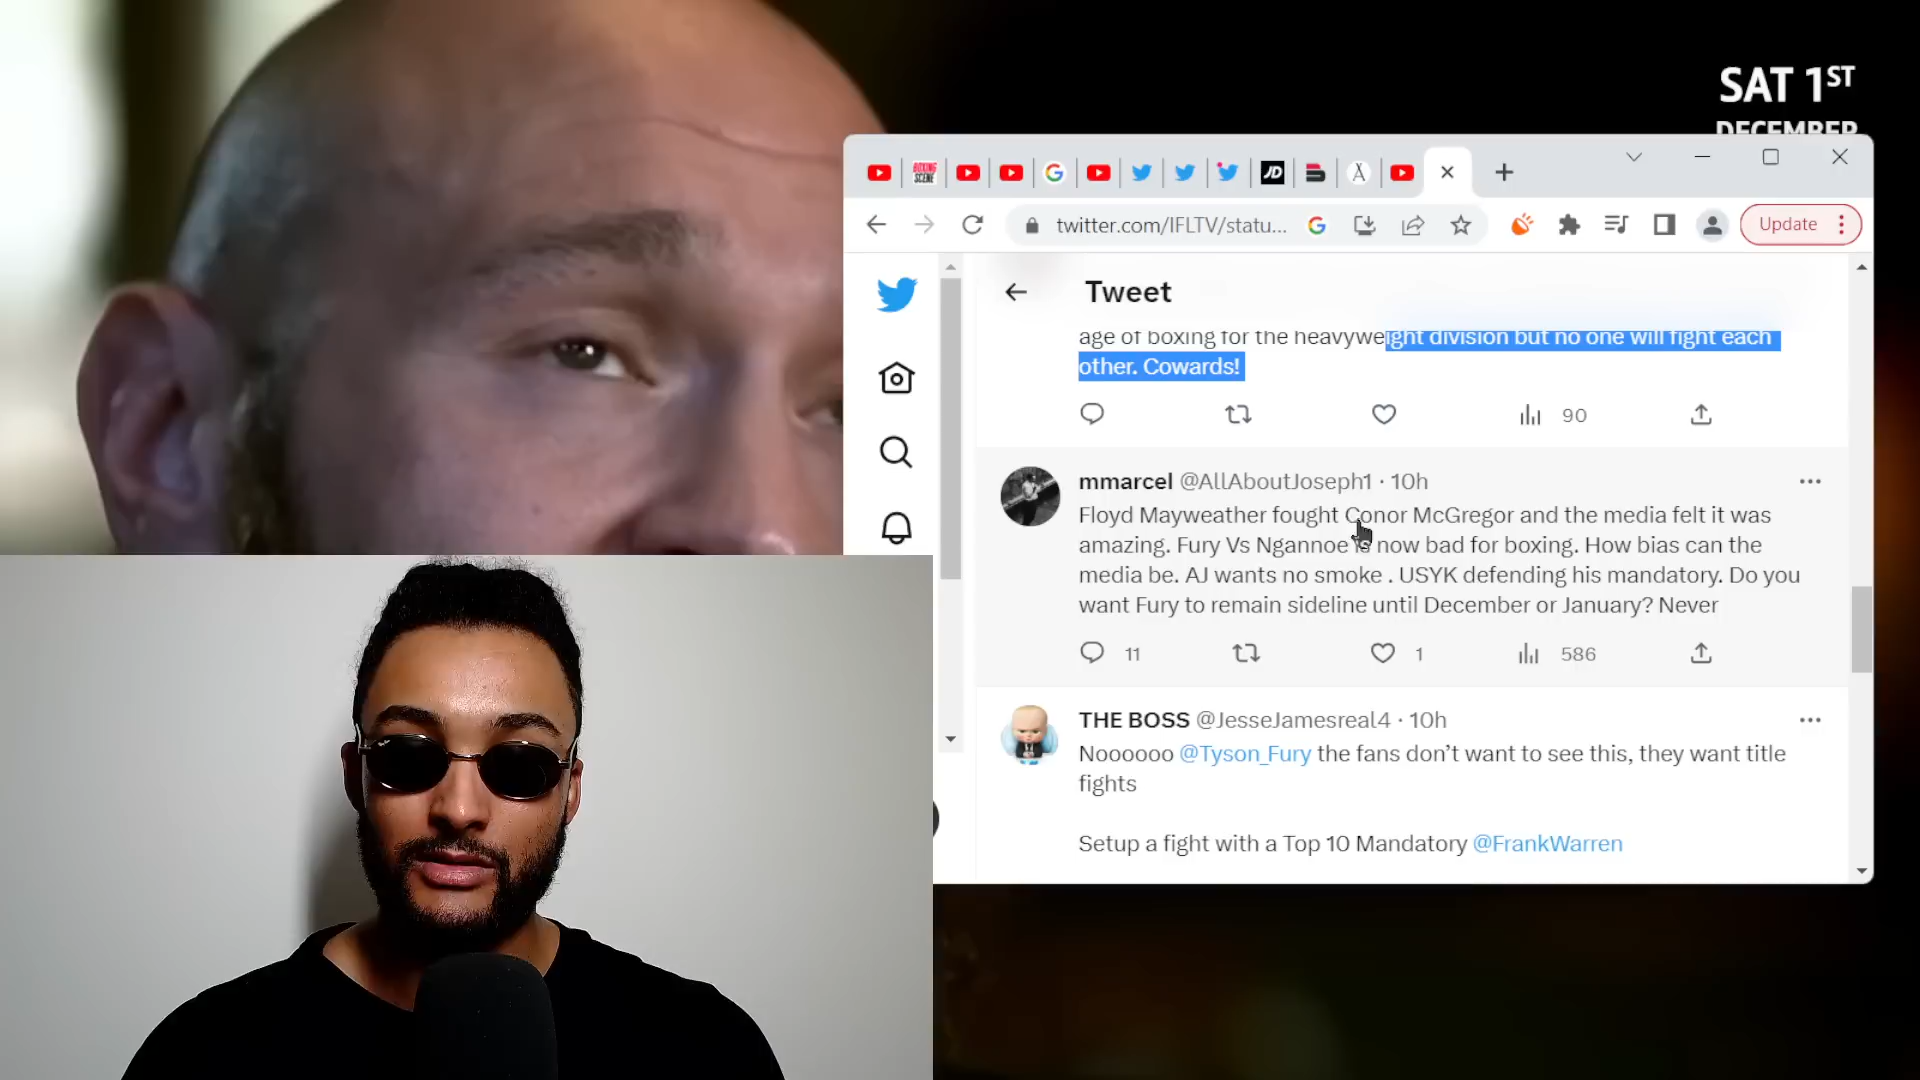 SAT 1ST
DECEMBER
BOXING
SCENE
JD
twitter.com/IFLTV/statu...
Update
Tweet
age of boxing for the heavyweight division but no one will fight each
other. Cowards!
90
mmarcel @AllAboutJoseph1 · 10h
Floyd Mayweather fought Conor McGregor and the media felt it was
amazing. Fury Vs Ngannoe is now bad for boxing. How bias can the
media be. AJ wants no smoke . USYK defending his mandatory. Do you
want Fury to remain sideline until December or January? Never
11 1 586
THE BOSS @JesseJamesreal4 · 10h
Noooooo @Tyson_Fury the fans don’t want to see this, they want title
fights
Setup a fight with a Top 10 Mandatory @FrankWarren